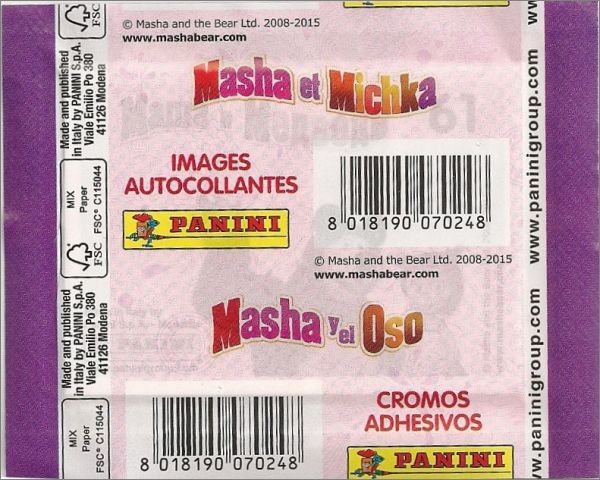 © Masha and the Bear Ltd. 2008-2015
www.mashabear.com
Masha et Michka
IMAGES
AUTOCOLLANTES
PANINI
8 018190 070248
© Masha and the Bear Ltd. 2008-2015
www.mashabear.com
Masha y el Oso
8 018190 070248
CROMOS
ADHESIVOS
PANINI
Made and published
in Italy by PANINI S.p.A.
Viale Emilio Po 380
41126 Modena
FSC
MIX
Paper
FSC® C115044
Made and published
in Italy by PANINI S.p.A.
Viale Emilio Po 380
41126 Modena
FSC
MIX
Paper
FSC® C115044
www.paninigroup.com
www.paninigroup.com